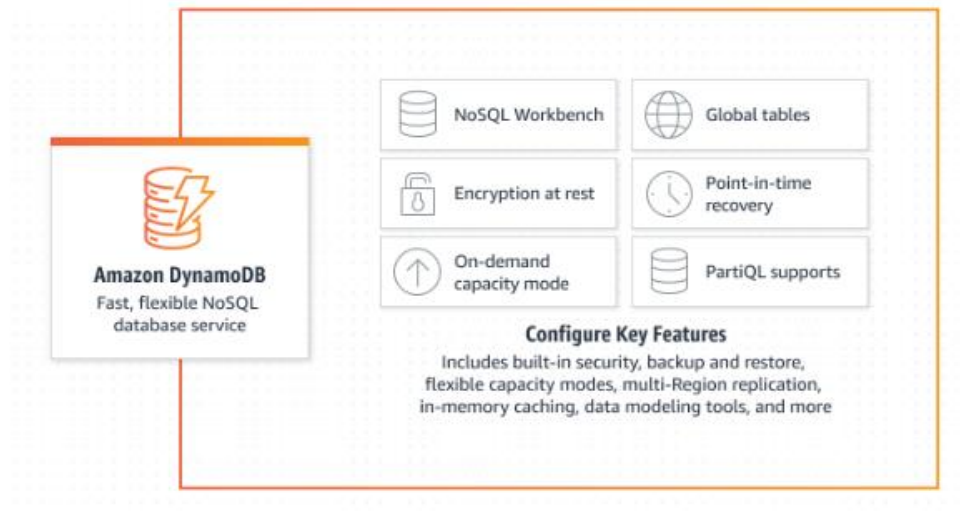 NoSQL Workbench
Global tables
Encryption at rest
Point-in-time
recovery
On-demand
capacity mode
PartiQL supports
Amazon DynamoDB
Fast, flexible NoSQL
database service
Configure Key Features
Includes built-in security, backup and restore,
flexible capacity modes, multi-Region replication,
in-memory caching, data modeling tools, and more